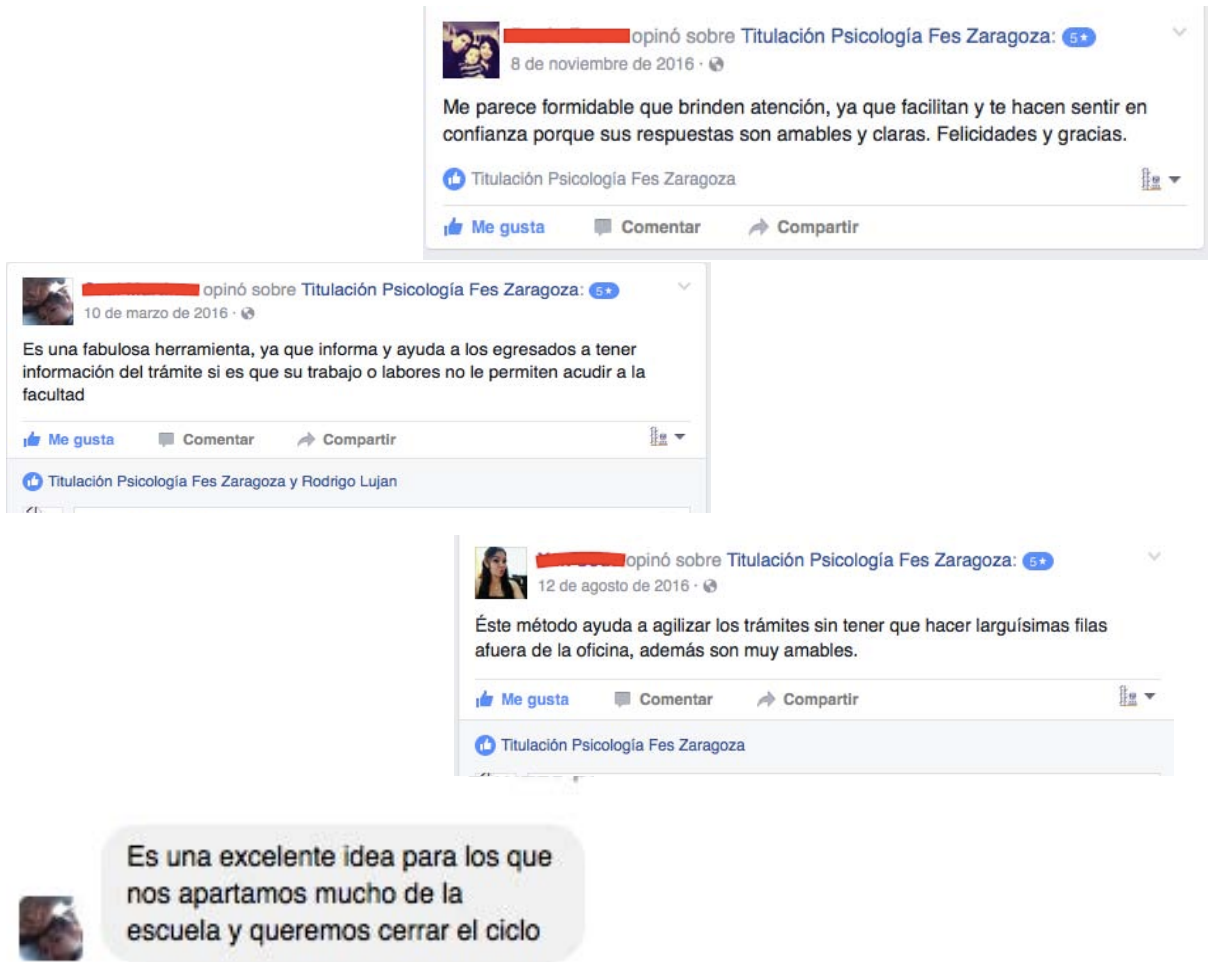 opinó sobre Titulación Psicología Fes Zaragoza: 5★
8 de noviembre de 2016 ·
Me parece formidable que brinden atención, ya que facilitan y te hacen sentir en
confianza porque sus respuestas son amables y claras. Felicidades y gracias.
Titulación Psicología Fes Zaragoza
Me gusta Comentar Compartir
opinó sobre Titulación Psicología Fes Zaragoza: 5★
10 de marzo de 2016 ·
Es una fabulosa herramienta, ya que informa y ayuda a los egresados a tener
información del trámite si es que su trabajo o labores no le permiten acudir a la
facultad
Me gusta Comentar Compartir
Titulación Psicología Fes Zaragoza y Rodrigo Lujan
opinó sobre Titulación Psicología Fes Zaragoza: 5★
12 de agosto de 2016 ·
Éste método ayuda a agilizar los trámites sin tener que hacer larguísimas filas
afuera de la oficina, además son muy amables.
Me gusta Comentar Compartir
Titulación Psicología Fes Zaragoza
Es una excelente idea para los que
nos apartamos mucho de la
escuela y queremos cerrar el ciclo